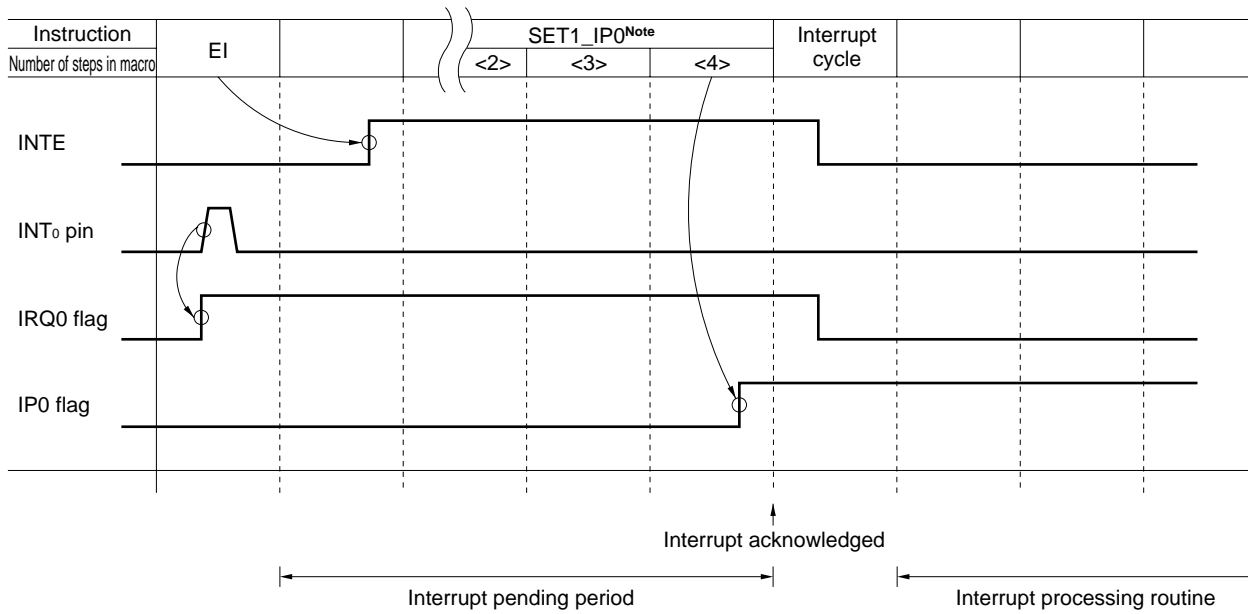 Instruction
EI
SET1_IP0Note
Interrupt
cycle
Number of steps in macro
<2>
<3>
<4>
INTE
INT0 pin
IRQ0 flag
IP0 flag
Interrupt acknowledged
Interrupt pending period
Interrupt processing routine